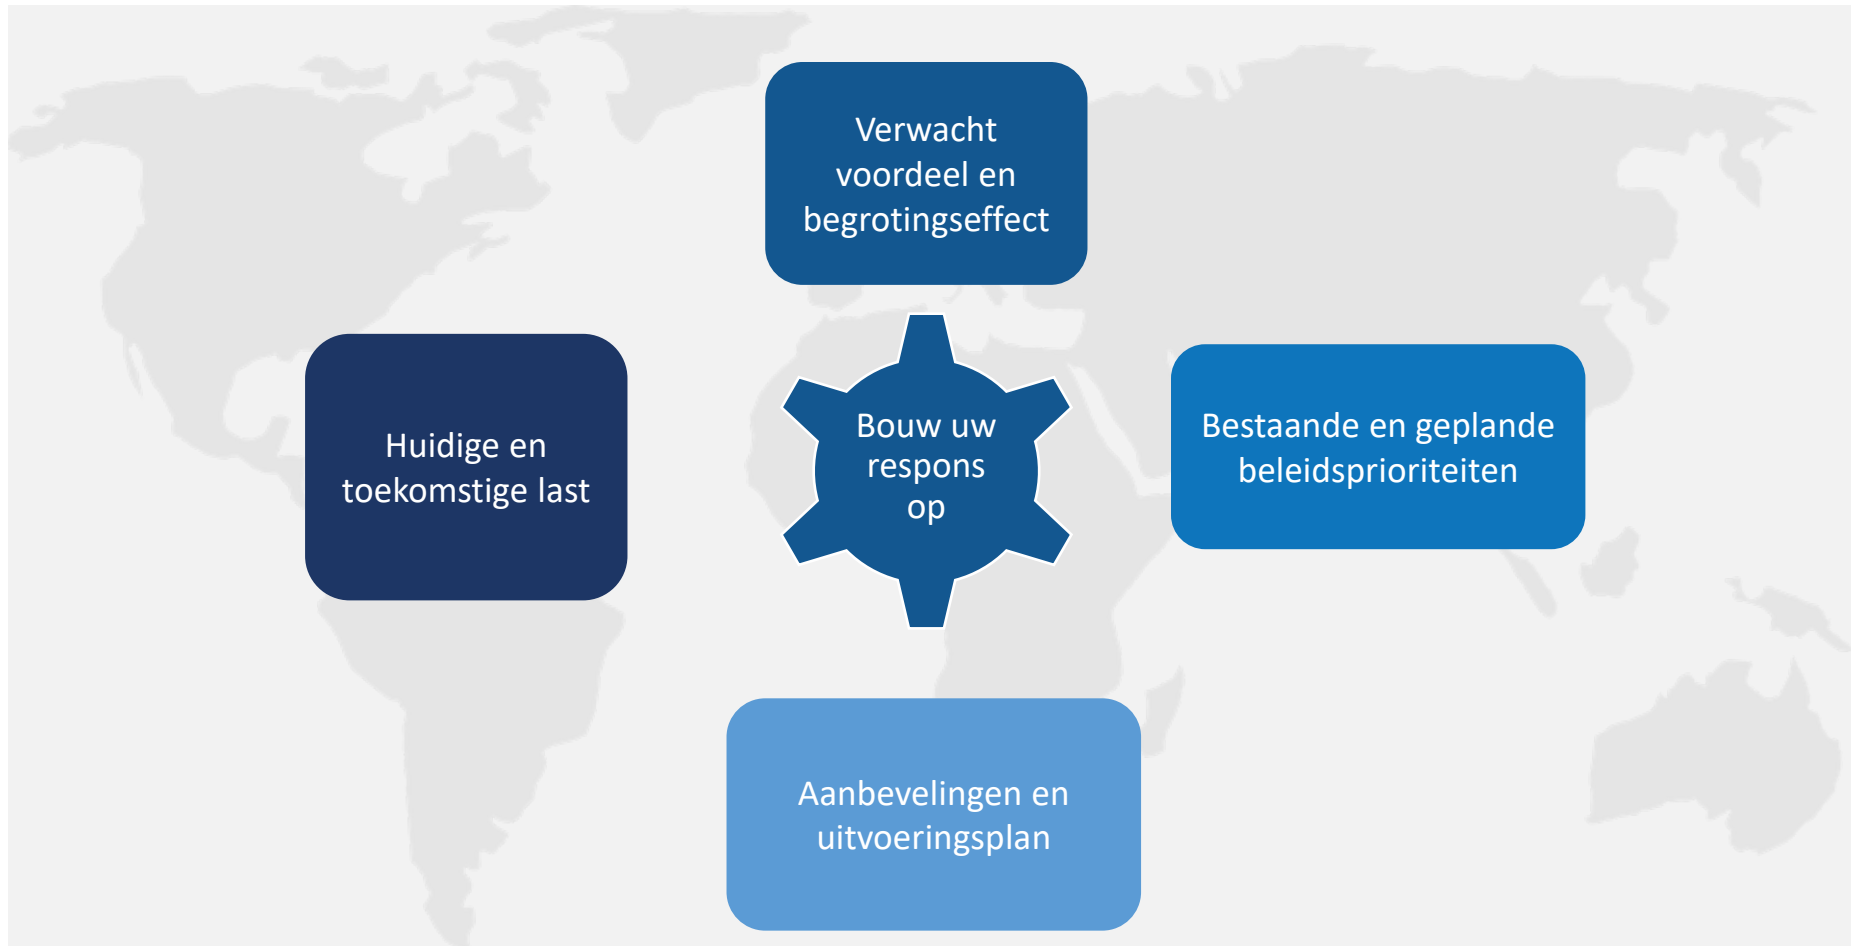 Verwacht
voordeel en
begrotingseffect
Huidige en
toekomstige last
Bouw uw
respons
op
Bestaande en geplande
beleidsprioriteiten
Aanbevelingen en
uitvoeringsplan